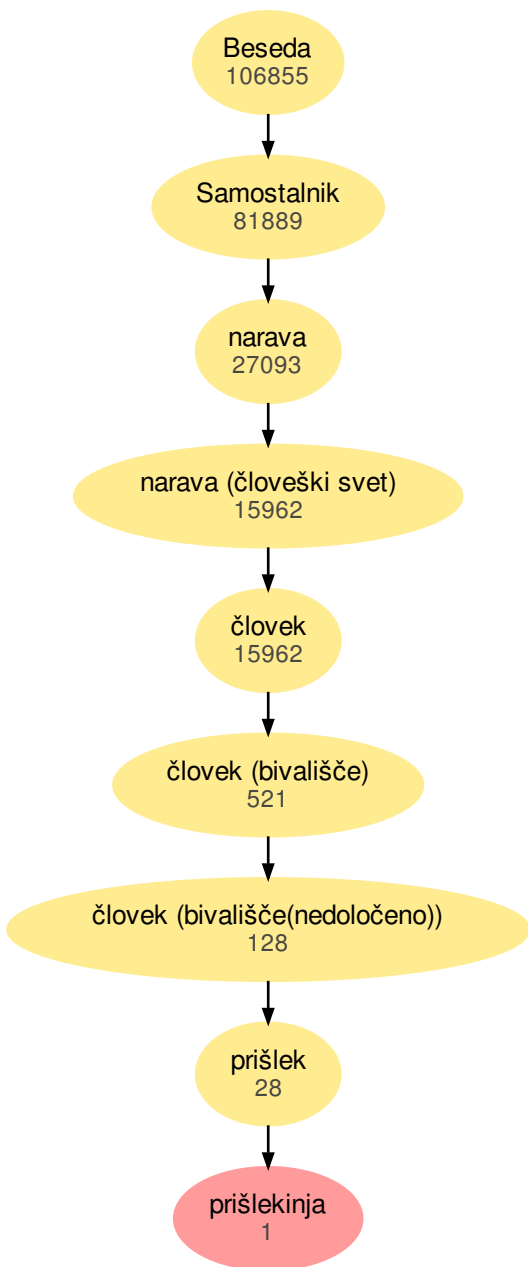 Beseda
106855
Samostalnik
81889
narava
27093
narava (človeški svet)
15962
človek
15962
človek (bivališče)
521
človek (bivališče(nedoločeno))
128
prišlek
28
prišlekinja
1